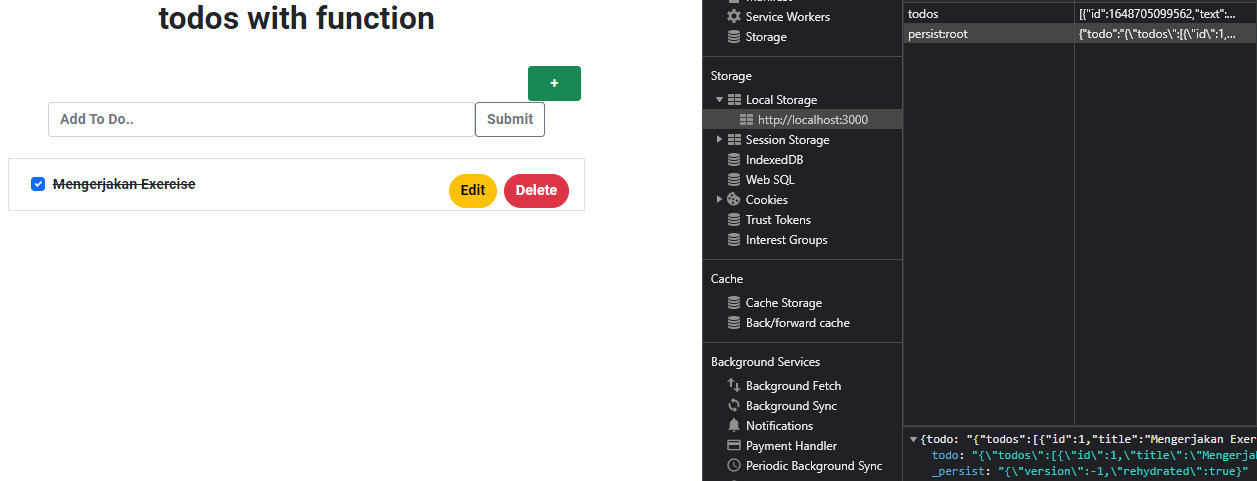 todos with function
+
Add To Do..
Submit
Mengerjakan Exercise
Edit
Delete
Service Workers
Storage
Storage
Local Storage
http://localhost:3000
Session Storage
IndexedDB
Web SQL
Cookies
Trust Tokens
Interest Groups
Cache
Cache Storage
Back/forward cache
Background Services
Background Fetch
Background Sync
Notifications
Payment Handler
Periodic Background Sync
todos [{"id":1648705099562,"text":...
persist:root {"todo":"{\"todos\":[{\"id\":1,...
{todo: "{"todos":[{"id":1,"title":"Mengerjakan Exer
todo: "{\"todos\":[{\"id\":1,\"title\":\"Mengerja
_persist: "{\"version\":-1,\"rehydrated\":true}"